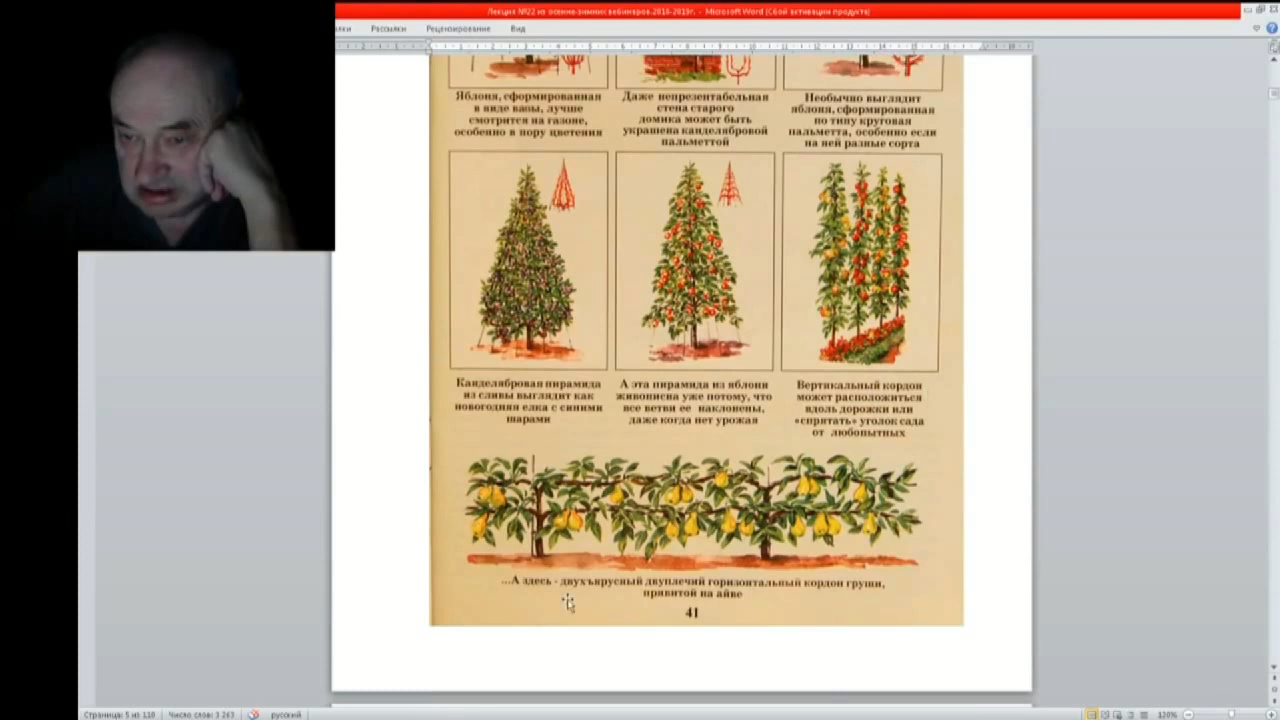 Лекция №22 из осенне-зимних вебинаров.2018-2019г. - Microsoft Word (Сбой активации продукта)
Рассылки Рецензирование Вид
Яблоня, сформированная
в виде вазы, лучше
смотрится на газоне,
особенно в пору цветения
Даже непрезентабельная
стена старого
домика может быть
украшена канделябровой
пальметтой
Необычно выглядит
яблоня, сформированная
по типу круговая
пальметта, особенно если
на ней разные сорта
Канделябровая пирамида
из сливы выглядит как
новогодняя елка с синими
шарами
А эта пирамида из яблони
живописна уже потому, что
все ветви ее наклонены,
даже когда нет урожая
Вертикальный кордон
может расположиться
вдоль дорожки или
«спрятать» уголок сада
от любопытных
...А здесь - двухъярусный двуплечий горизонтальный кордон груши,
привитой на айве
41
Страница: 5 из 118 Число слов: 3 263 русский 120%